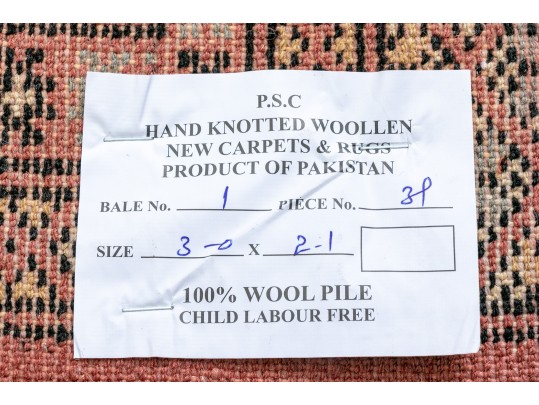 P.S.C
HAND KNOTTED WOOLLEN
NEW CARPETS & RUGS
PRODUCT OF PAKISTAN
BALE No. 1 PIECE No. 39
SIZE 3-0 X 2-1
100% WOOL PILE
CHILD LABOUR FREE